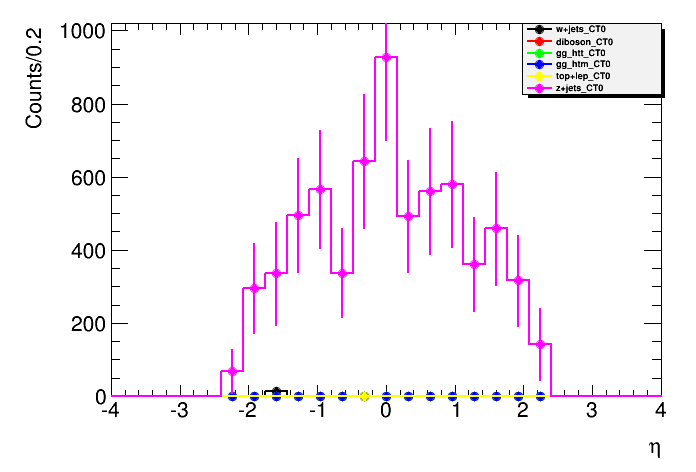 Counts/0.2
1000
800
600
400
200
0
-4 -3 -2 -1 0 1 2 3 4
η
w+jets_CT0
diboson_CT0
gg_htt_CT0
gg_htm_CT0
top+lep_CT0
z+jets_CT0